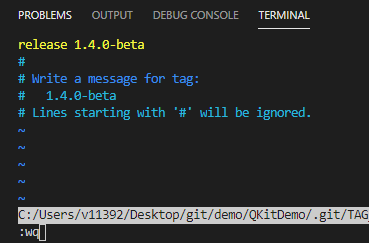 PROBLEMS OUTPUT DEBUG CONSOLE TERMINAL
release 1.4.0-beta
#
# Write a message for tag:
#   1.4.0-beta
# Lines starting with '#' will be ignored.
~
~
~
~
~
C:/Users/v11392/Desktop/git/demo/QKitDemo/.git/TAG_
:wq